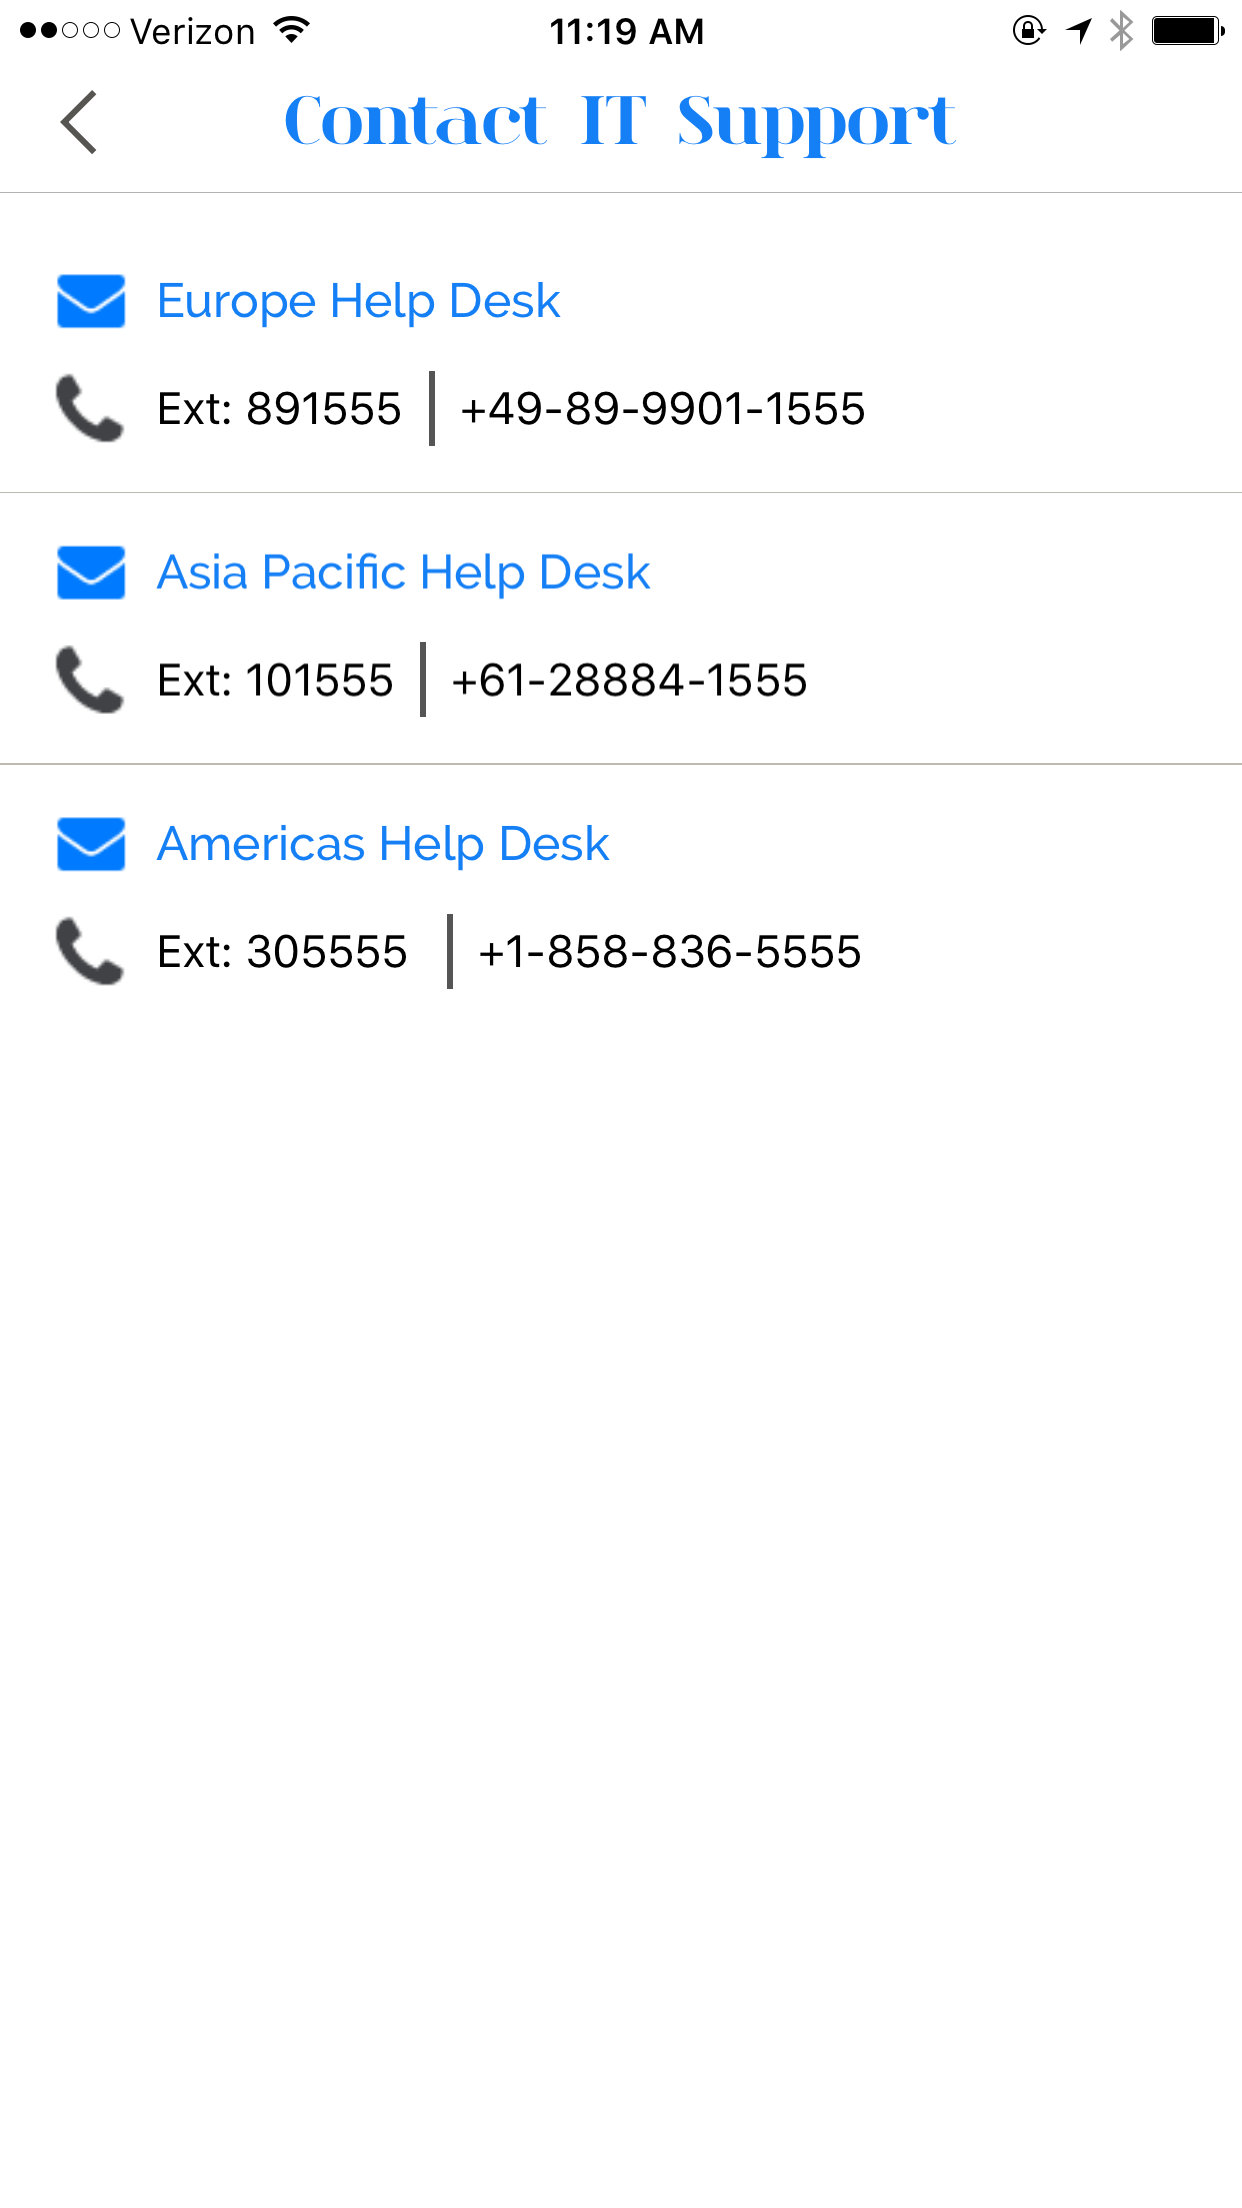 Verizon 11:19 AM
Contact IT Support
Europe Help Desk
Ext: 891555 | +49-89-9901-1555
Asia Pacific Help Desk
Ext: 101555 | +61-28884-1555
Americas Help Desk
Ext: 305555 | +1-858-836-5555